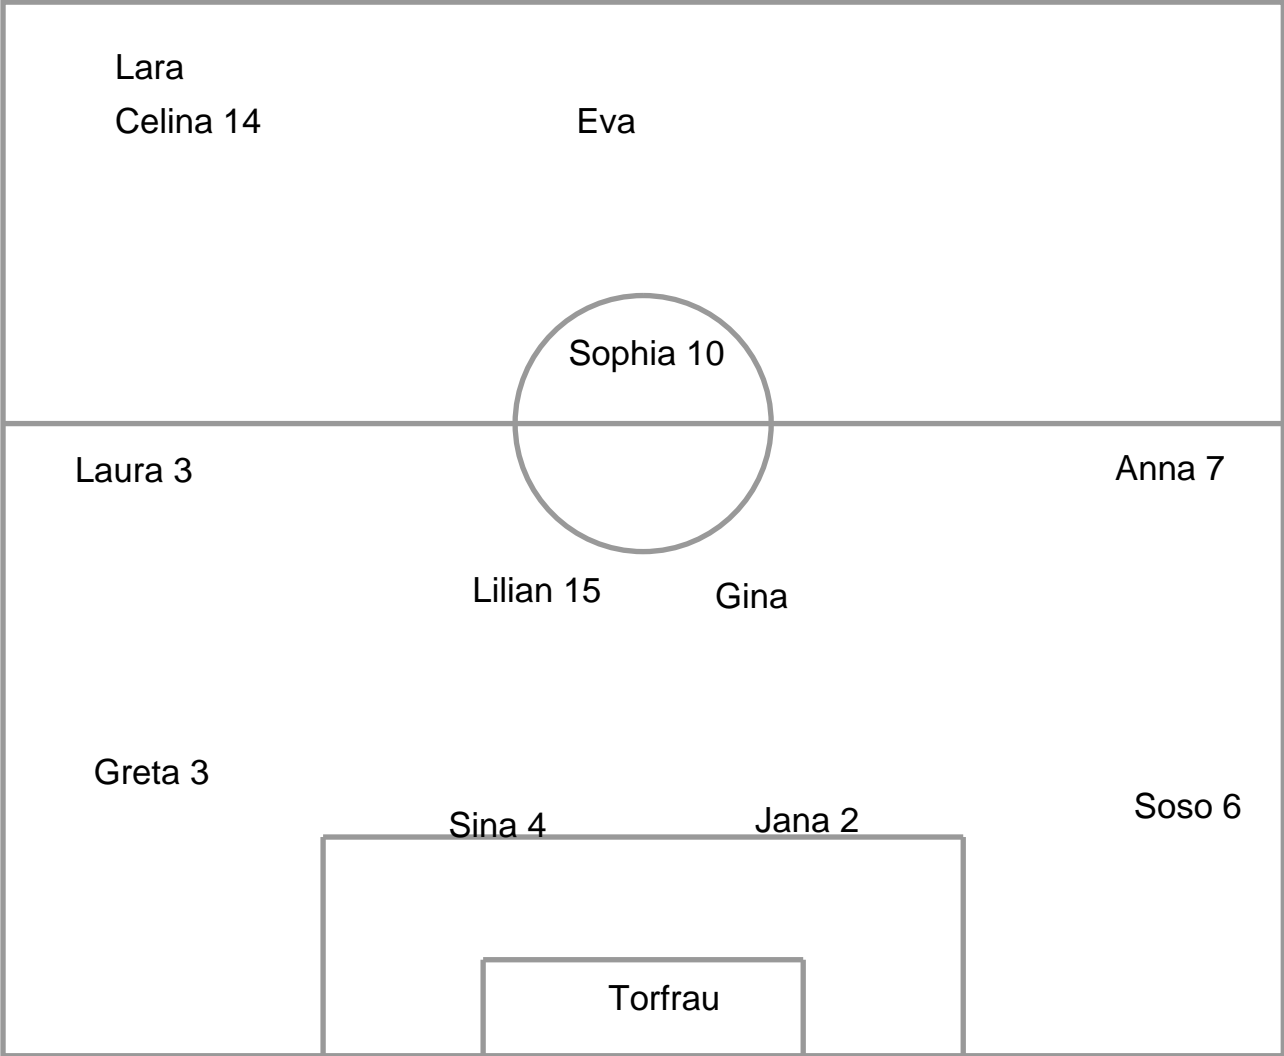 Lara
Celina 14
Eva
Sophia 10
Laura 3
Anna 7
Lilian 15
Gina
Greta 3
Soso 6
Sina 4
Jana 2
Torfrau